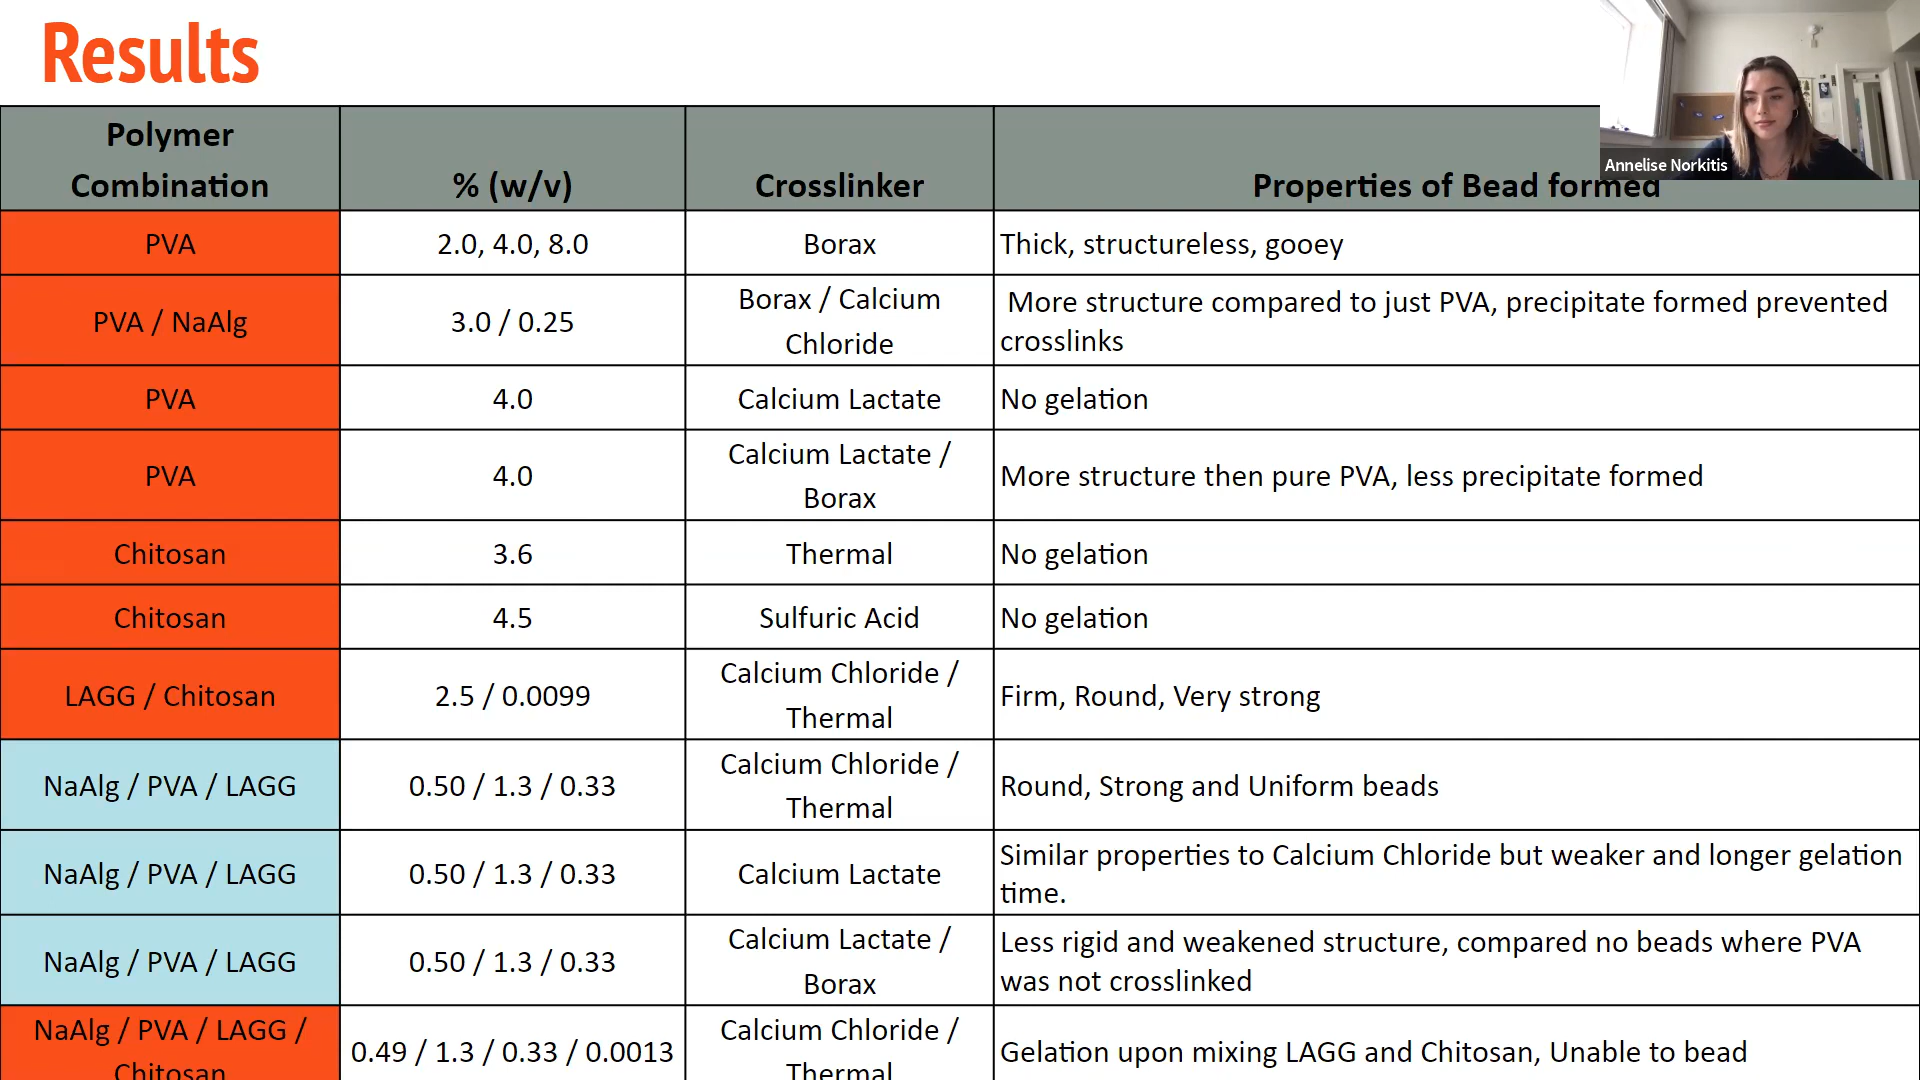 Results
Annelise Norkitis
Polymer
Combination
% (w/v)
Crosslinker
Properties of Bead formed
PVA
2.0, 4.0, 8.0
Borax
Thick, structureless, gooey
PVA / NaAlg
3.0 / 0.25
Borax / Calcium
Chloride
More structure compared to just PVA, precipitate formed prevented
crosslinks
PVA
4.0
Calcium Lactate
No gelation
PVA
4.0
Calcium Lactate /
Borax
More structure then pure PVA, less precipitate formed
Chitosan
3.6
Thermal
No gelation
Chitosan
4.5
Sulfuric Acid
No gelation
LAGG / Chitosan
2.5 / 0.0099
Calcium Chloride /
Thermal
Firm, Round, Very strong
NaAlg / PVA / LAGG
0.50 / 1.3 / 0.33
Calcium Chloride /
Thermal
Round, Strong and Uniform beads
NaAlg / PVA / LAGG
0.50 / 1.3 / 0.33
Calcium Lactate
Similar properties to Calcium Chloride but weaker and longer gelation
time.
NaAlg / PVA / LAGG
0.50 / 1.3 / 0.33
Calcium Lactate /
Borax
Less rigid and weakened structure, compared no beads where PVA
was not crosslinked
NaAlg / PVA / LAGG /
Chitosan
0.49 / 1.3 / 0.33 / 0.0013
Calcium Chloride /
Thermal
Gelation upon mixing LAGG and Chitosan, Unable to bead